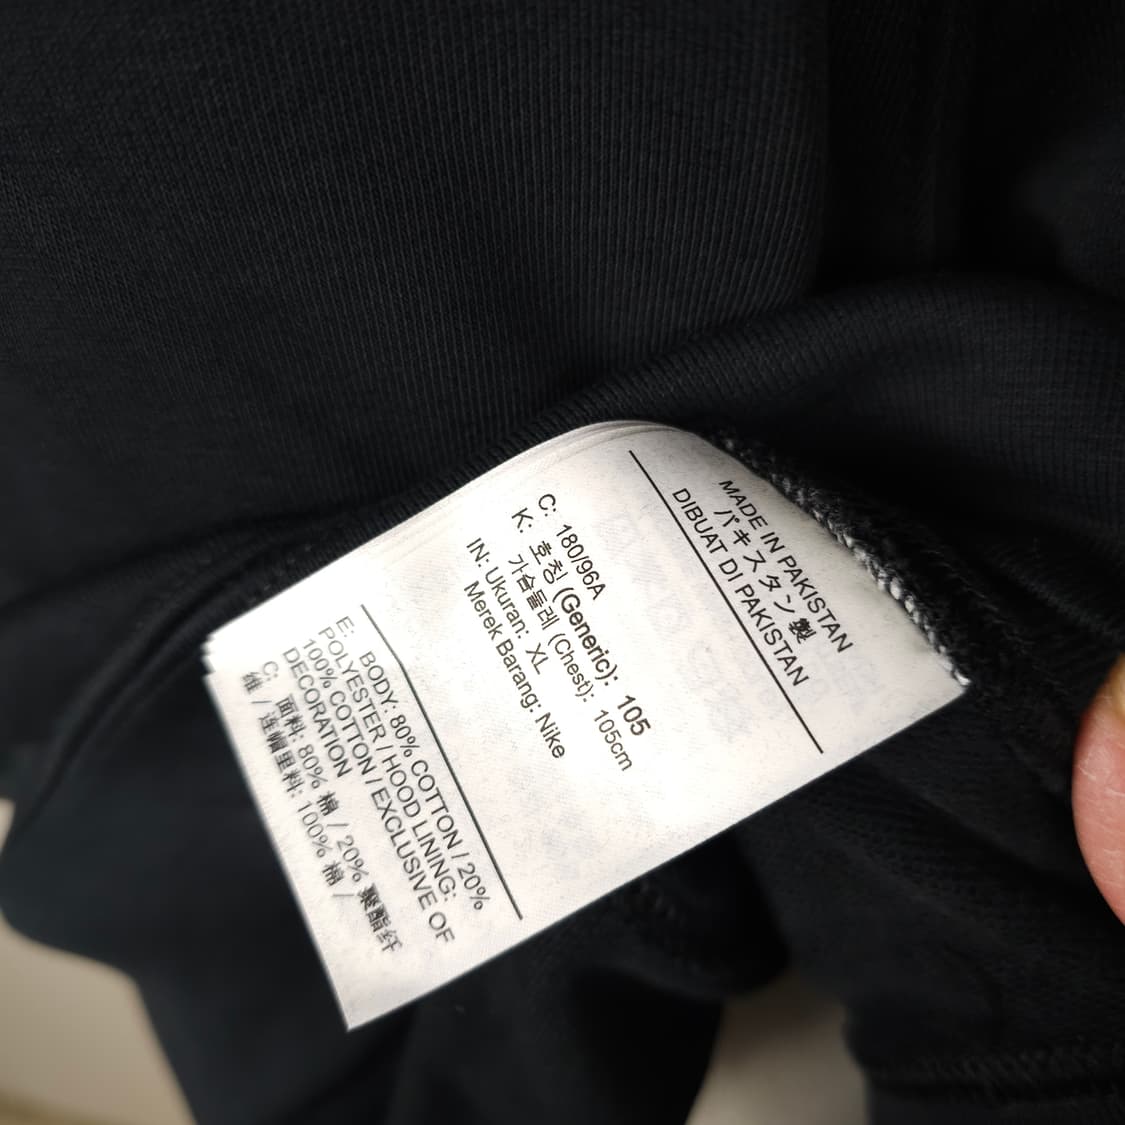 MADE IN PAKISTAN
パキスタン製
DIBUAT DI PAKISTAN
C: 180/96A
K: 호칭 (Generic): 105
가슴둘레 (Chest): 105cm
IN: Ukuran: XL
Merek Barang: Nike
E: BODY: 80% COTTON / 20%
POLYESTER / HOOD LINING:
100% COTTON / EXCLUSIVE OF
DECORATION
C: 面料: 80% 棉 / 20% 聚酯纤
维 / 连帽里料: 100% 棉 /